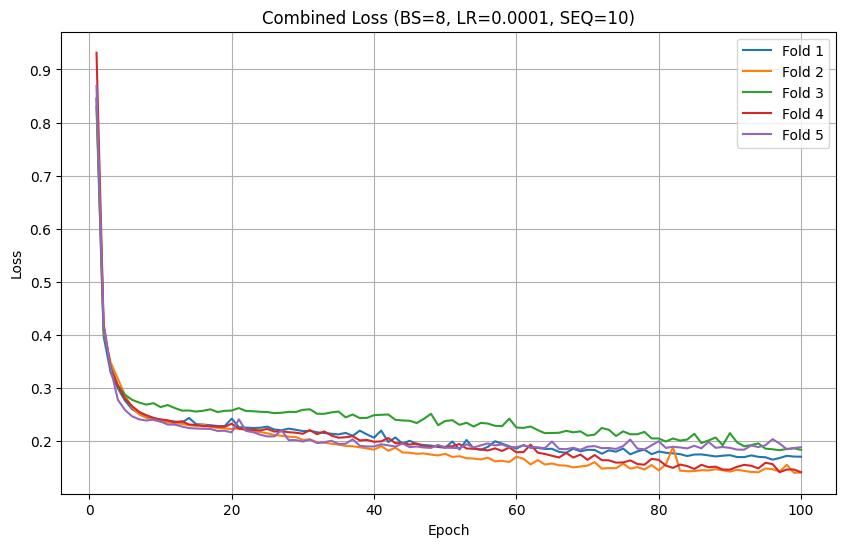 Combined Loss (BS=8, LR=0.0001, SEQ=10)
Fold 1
Fold 2
Fold 3
Fold 4
Fold 5
Loss
0.9
0.8
0.7
0.6
0.5
0.4
0.3
0.2
0
20
40
60
80
100
Epoch